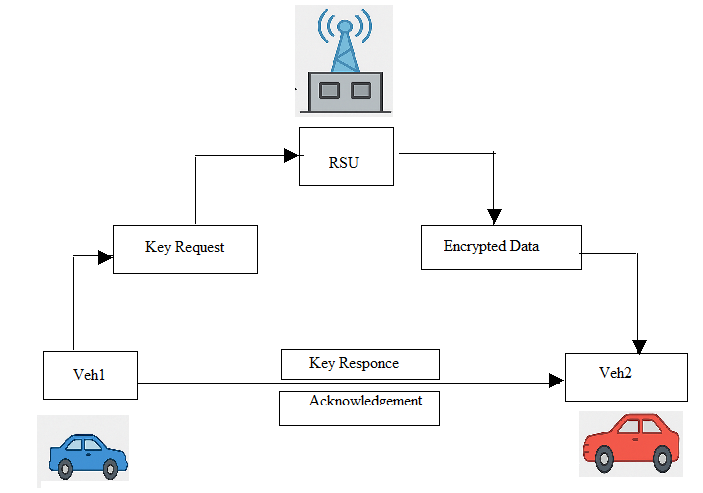 RSU
Key Request
Encrypted Data
Key Responce
Veh1
Veh2
Acknowledgement